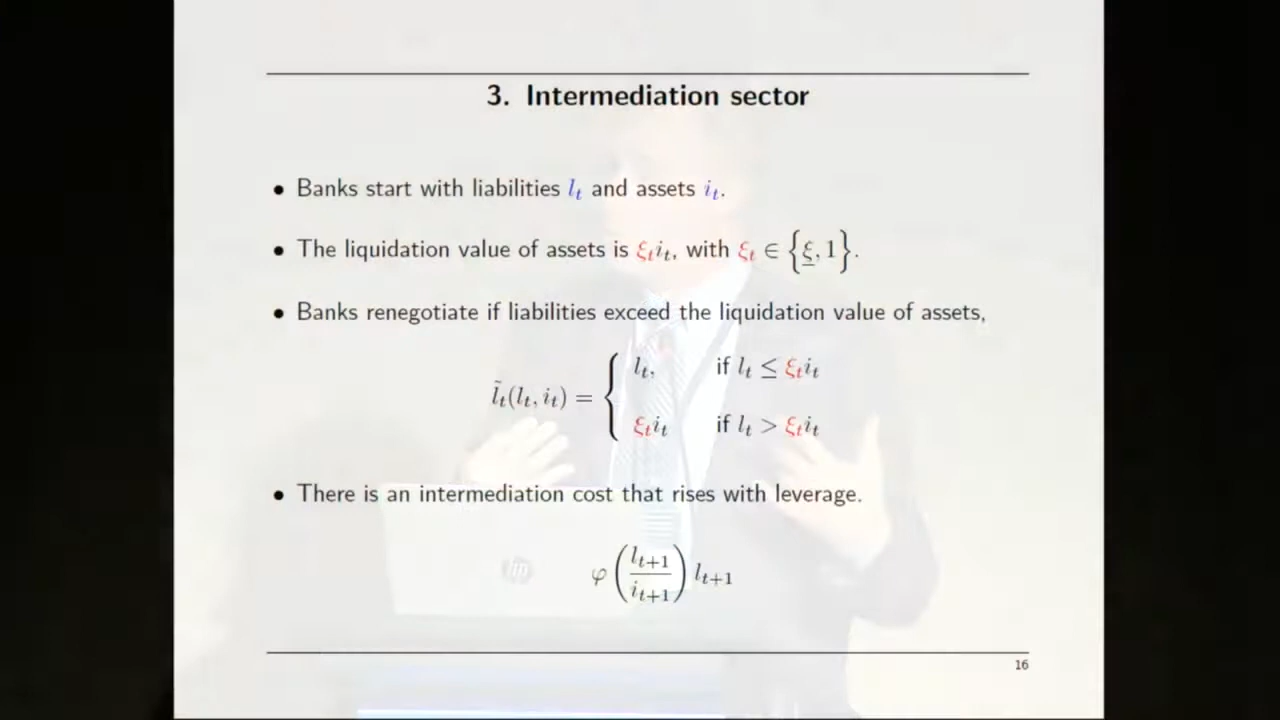 3. Intermediation sector
• Banks start with liabilities l_t and assets i_t.
• The liquidation value of assets is ξ_t i_t, with ξ_t ∈ {ξ̲, 1}.
• Banks renegotiate if liabilities exceed the liquidation value of assets,
l̃_t(l_t, i_t) = { l_t, if l_t ≤ ξ_t i_t
ξ_t i_t if l_t > ξ_t i_t
• There is an intermediation cost that rises with leverage.
φ(l_{t+1}/i_{t+1}) l_{t+1}
16
hp